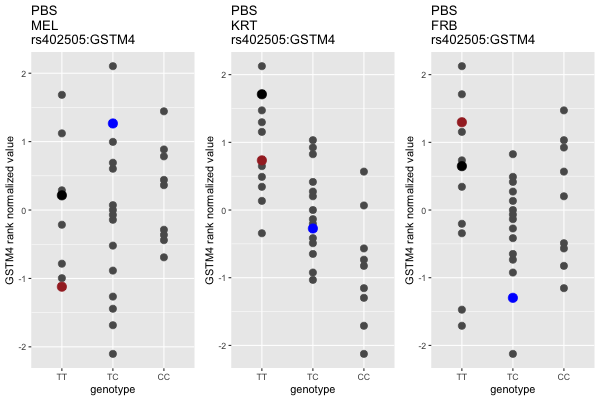 PBS
MEL
rs402505:GSTM4
GSTM4 rank normalized value
2
1
0
-1
-2
TT TC CC
genotype
PBS
KRT
rs402505:GSTM4
GSTM4 rank normalized value
2
1
0
-1
-2
TT TC CC
genotype
PBS
FRB
rs402505:GSTM4
GSTM4 rank normalized value
2
1
0
-1
-2
TT TC CC
genotype